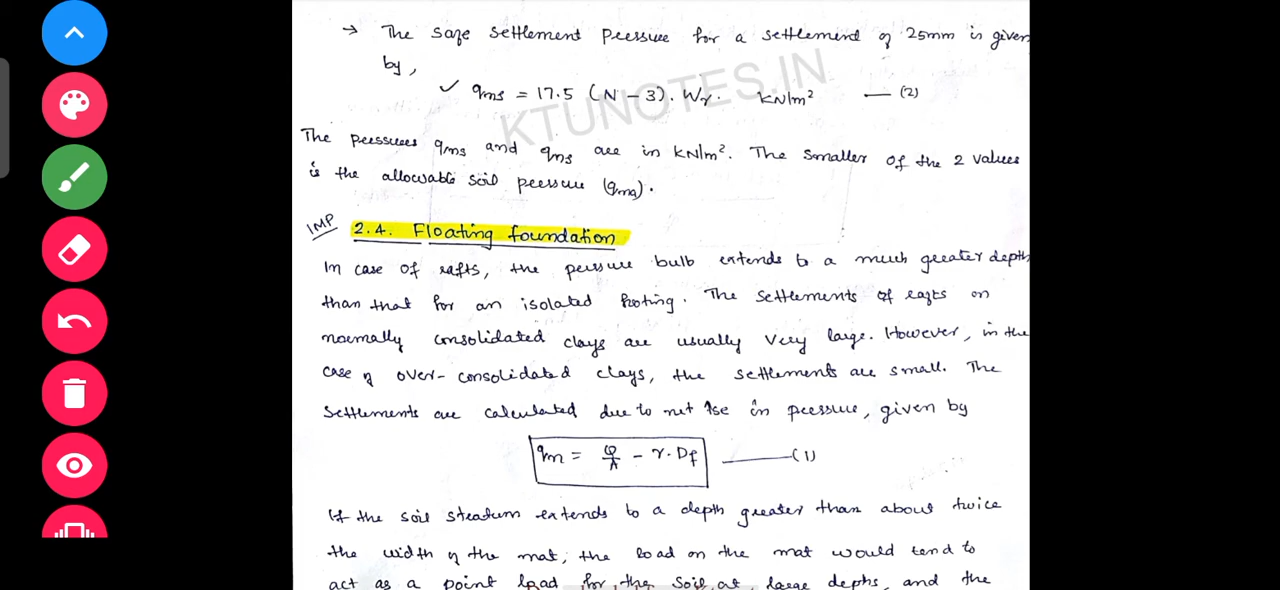 → The safe settlement pressure for a settlement of 25mm is given
by,
✓ qns = 17.5 (N - 3). Wγ. kN/m² — (2)
KTUNOTES.IN
The pressures qns and qns are in kN/m². The smaller of the 2 values
is the allowable soil pressure (qna).
IMP 2.4. Floating foundation
In case of rafts, the pressure bulb extends to a much greater depth
than that for an isolated footing. The settlements of rafts on
normally consolidated clays are usually very large. However, in the
case of over-consolidated clays, the settlements are small. The
settlements are calculated due to net ↑se in pressure, given by
qn = Q/A - γ.Df —(1)
If the soil stratum extends to a depth greater than about twice
the width of the mat, the load on the mat would tend to
act as a point load for the soil at large depths, and the